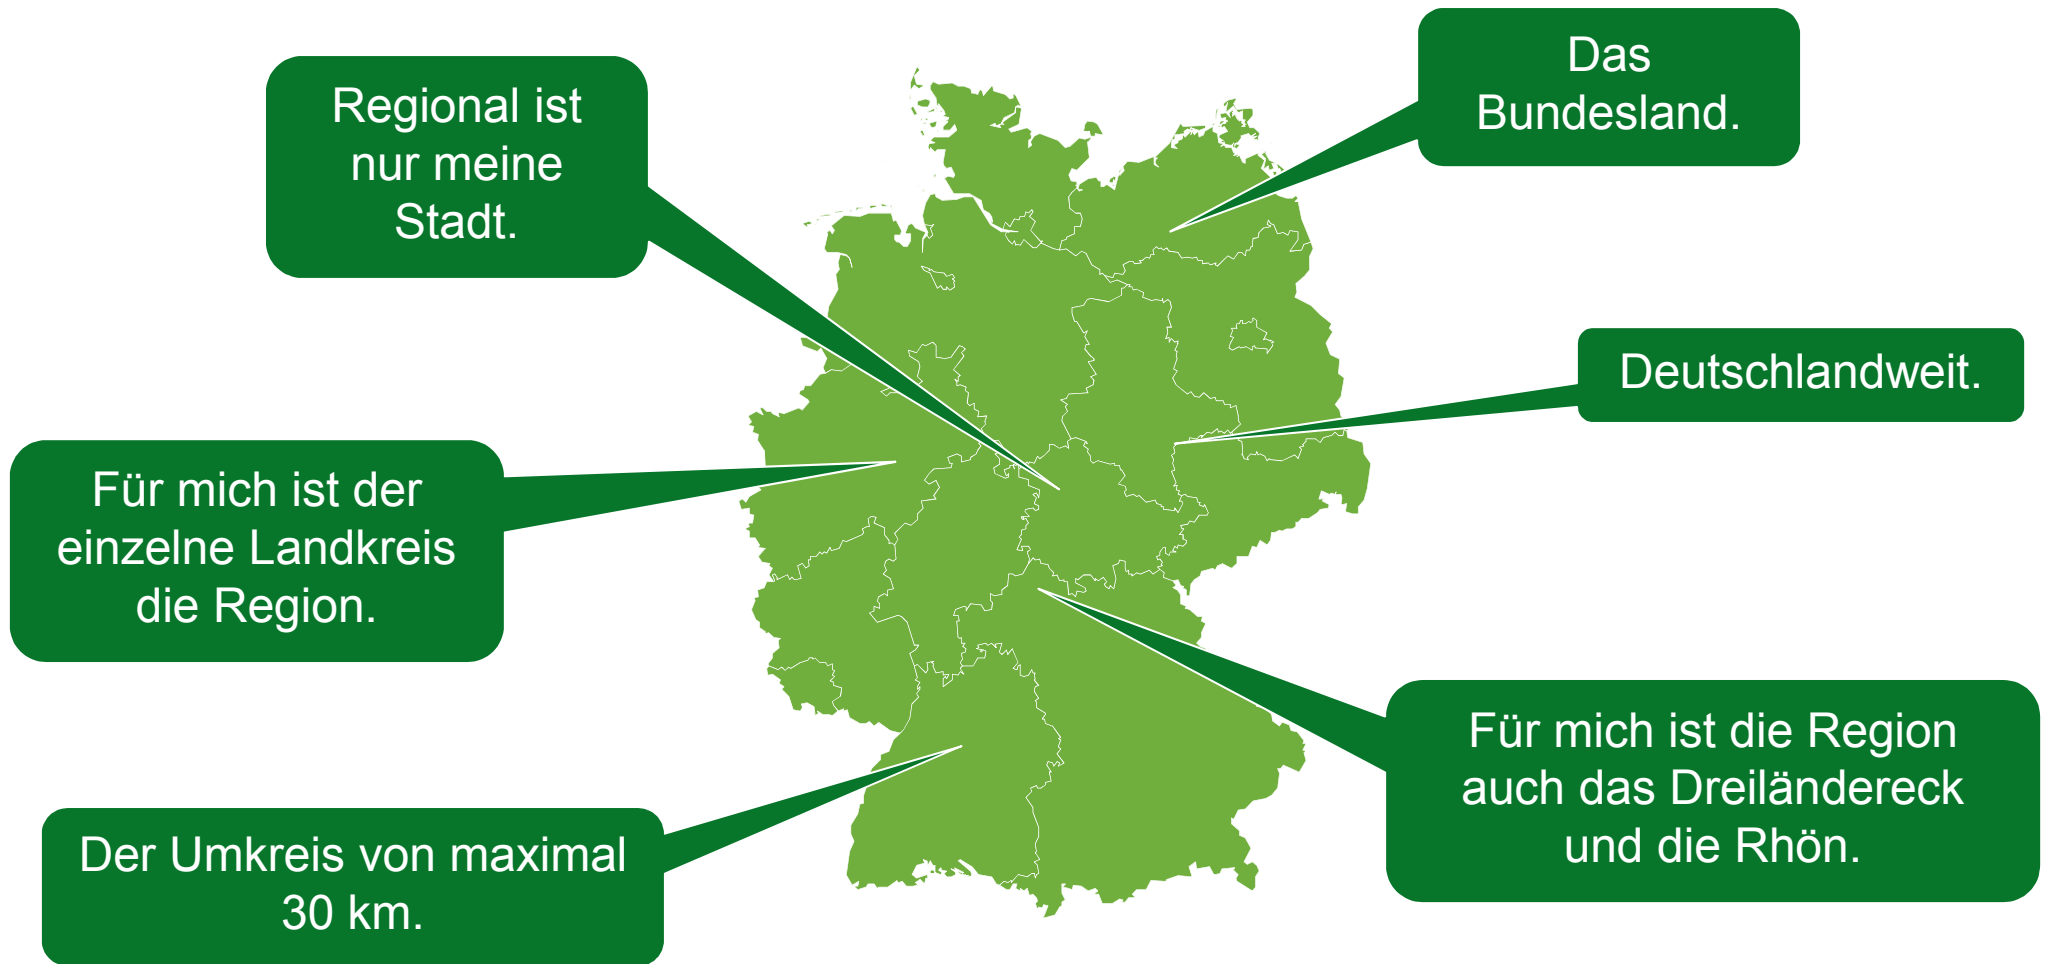 Das
Bundesland.
Regional ist
nur meine
Stadt.
Deutschlandweit.
Für mich ist der
einzelne Landkreis
die Region.
Für mich ist die Region
auch das Dreiländereck
und die Rhön.
Der Umkreis von maximal
30 km.